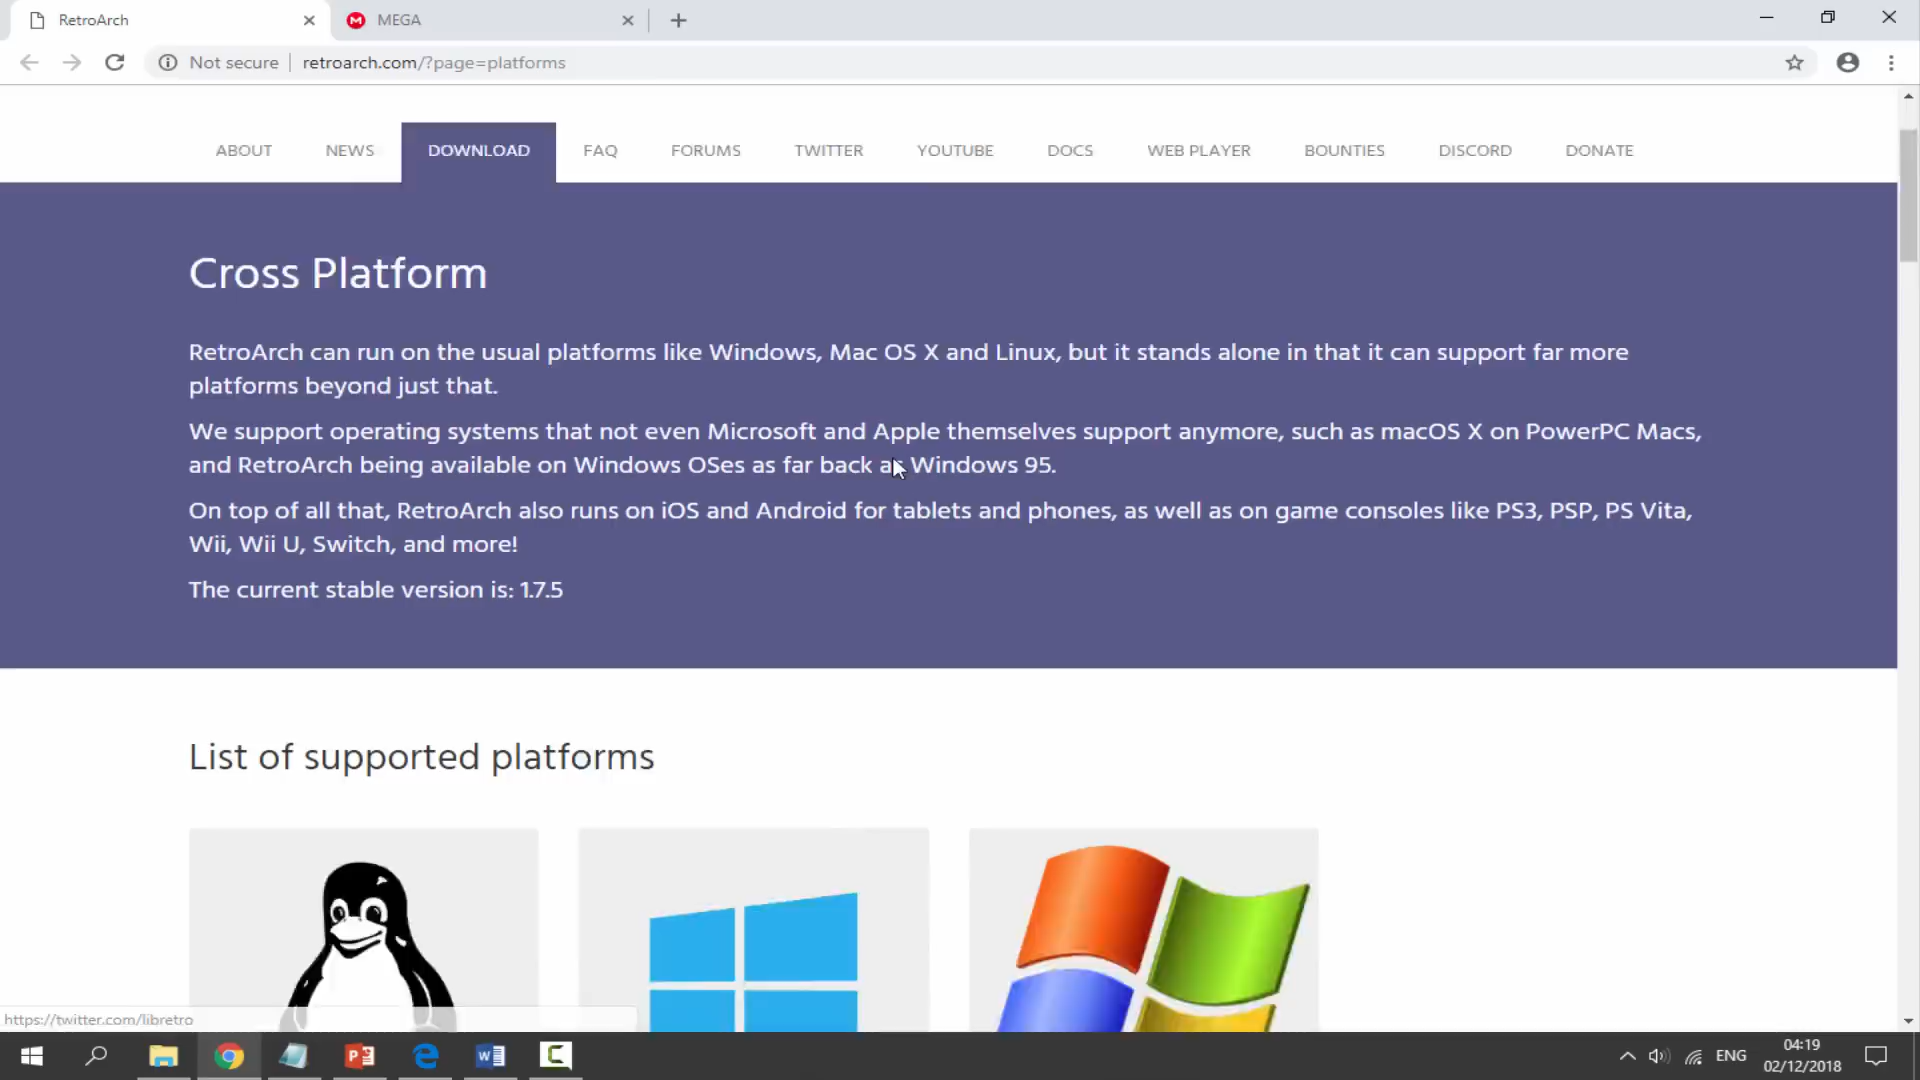 RetroArch
MEGA
Not secure
retroarch.com/?page=platforms
ABOUT
NEWS
DOWNLOAD
FAQ
FORUMS
TWITTER
YOUTUBE
DOCS
WEB PLAYER
BOUNTIES
DISCORD
DONATE
Cross Platform
RetroArch can run on the usual platforms like Windows, Mac OS X and Linux, but it stands alone in that it can support far more
platforms beyond just that.
We support operating systems that not even Microsoft and Apple themselves support anymore, such as macOS X on PowerPC Macs,
and RetroArch being available on Windows OSes as far back as Windows 95.
On top of all that, RetroArch also runs on iOS and Android for tablets and phones, as well as on game consoles like PS3, PSP, PS Vita,
Wii, Wii U, Switch, and more!
The current stable version is: 1.7.5
List of supported platforms
https://twitter.com/libretro
ENG
04:19
02/12/2018